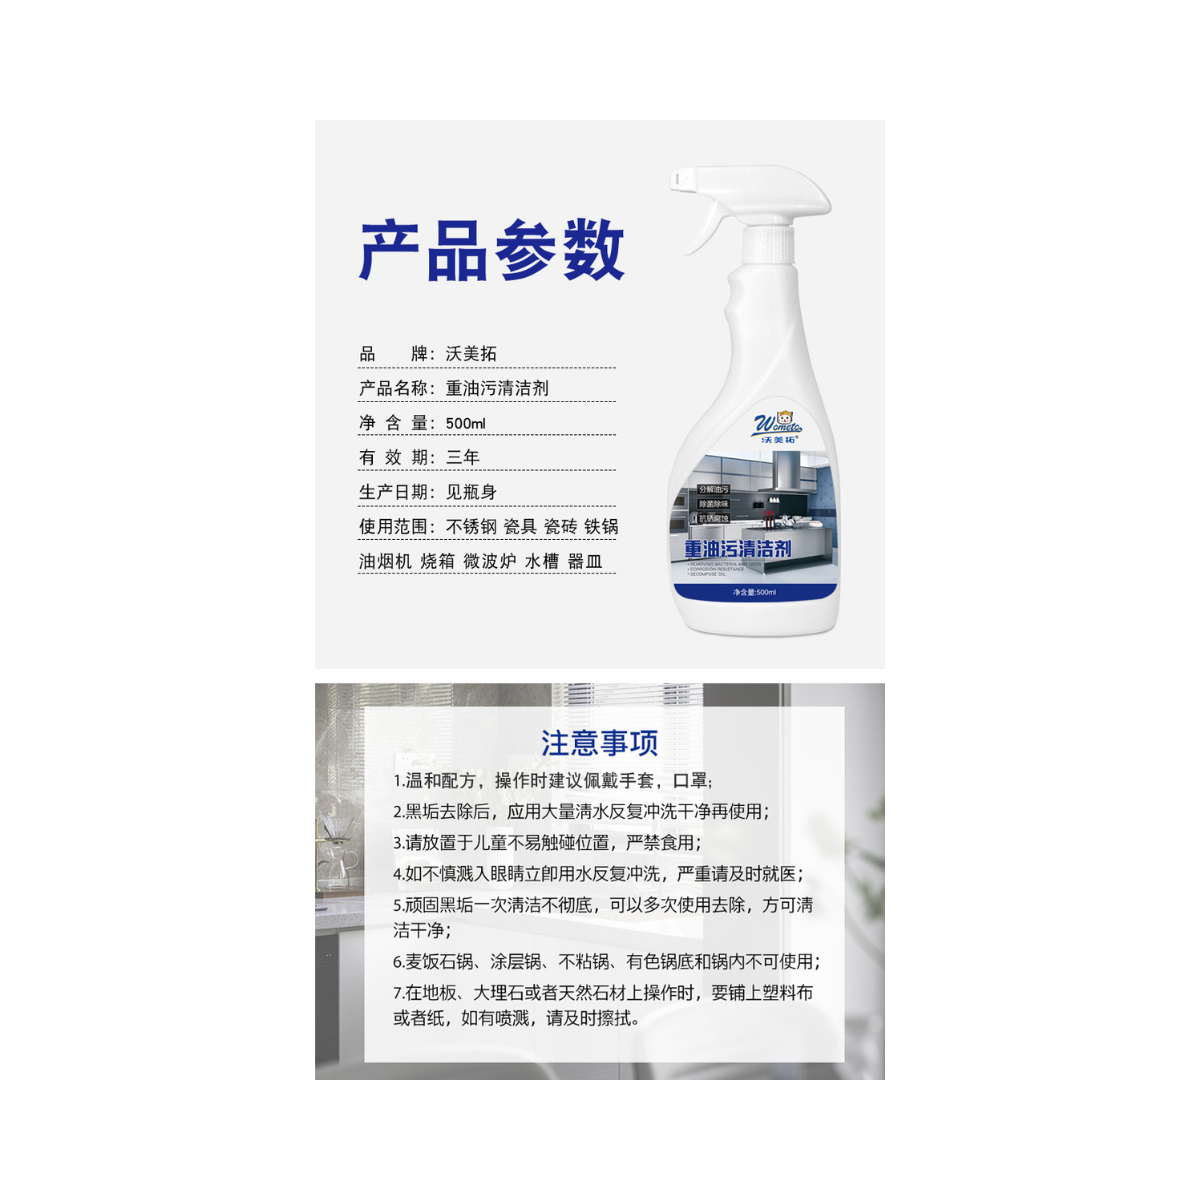 产品参数
品 牌：沃美拓
产品名称：重油污清洁剂
净 含 量：500ml
有 效 期：三年
生产日期：见瓶身
使用范围：不锈钢 瓷具 瓷砖 铁锅
油烟机 烧箱 微波炉 水槽 器皿
Wometo
沃美拓®
分解油污
除菌除味
抗锈腐蚀
重油污清洁剂
• REMOVING BACTERIA AND ODOR
• CORROSION RESISTANCE
• DECOMPOSE OIL
净含量:500ml
注意事项
1.温和配方，操作时建议佩戴手套，口罩;
2.黑垢去除后，应用大量清水反复冲洗干净再使用；
3.请放置于儿童不易触碰位置，严禁食用；
4.如不慎溅入眼睛立即用水反复冲洗，严重请及时就医；
5.顽固黑垢一次清洁不彻底，可以多次使用去除，方可清
洁干净；
6.麦饭石锅、涂层锅、不粘锅、有色锅底和锅内不可使用；
7.在地板、大理石或者天然石材上操作时，要铺上塑料布
或者纸，如有喷溅，请及时擦拭。